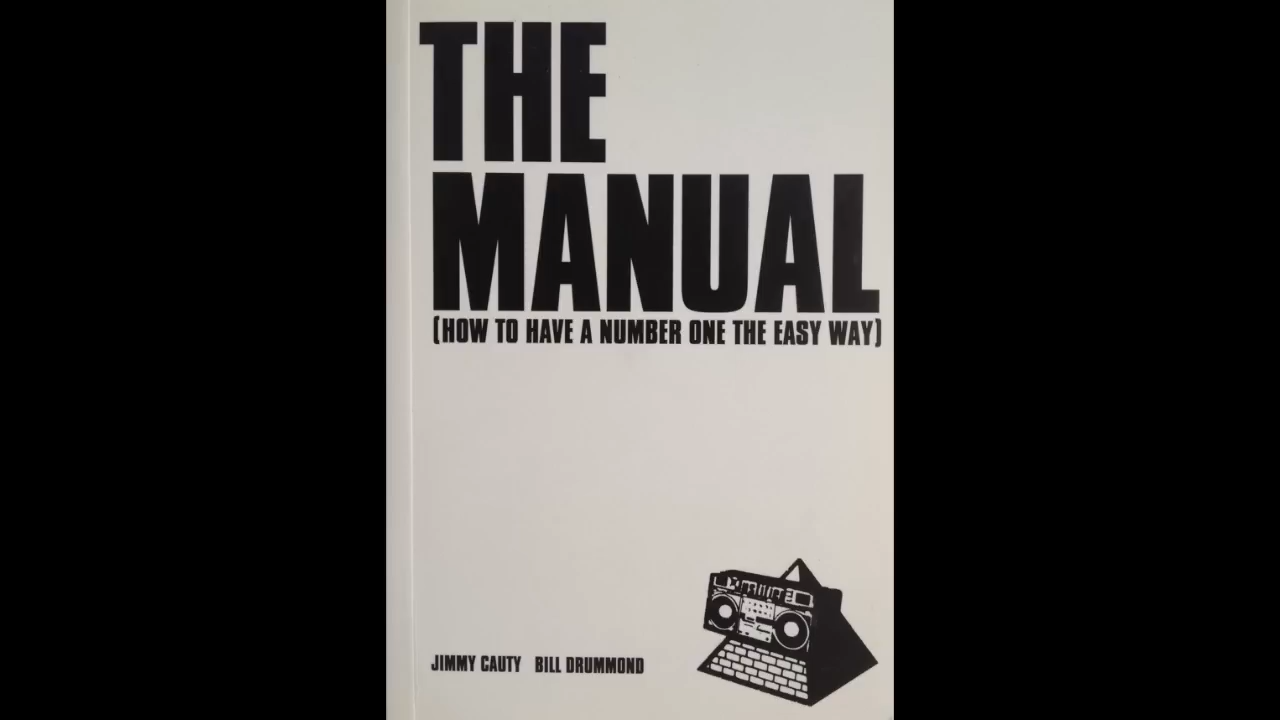 THE
MANUAL
(HOW TO HAVE A NUMBER ONE THE EASY WAY)
JIMMY CAUTY BILL DRUMMOND